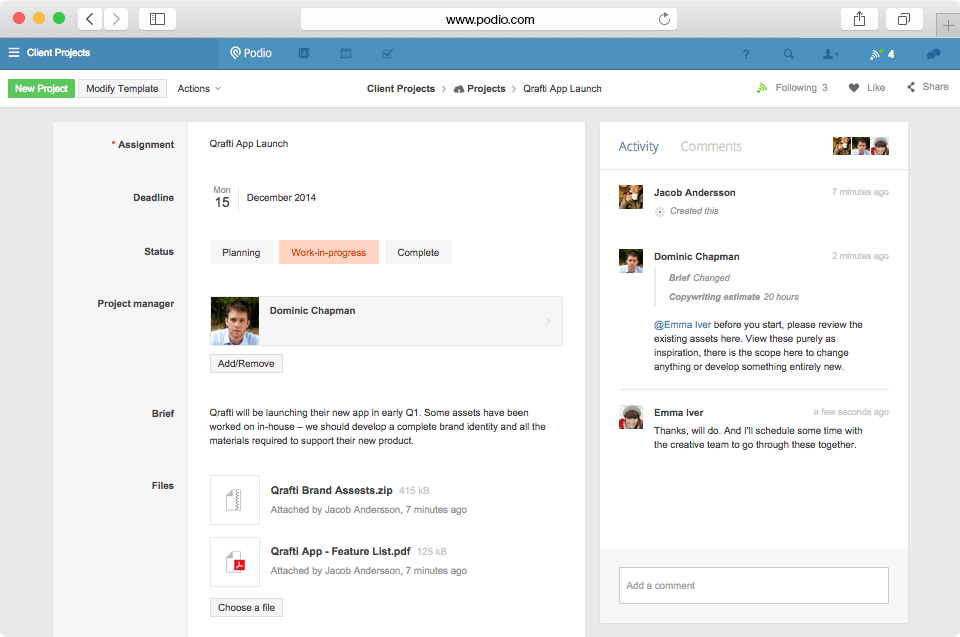 www.podio.com
Client Projects
Podio
?
4
New Project
Modify Template
Actions
Client Projects > Projects > Qrafti App Launch
Following 3
Like
Share
* Assignment
Qrafti App Launch
Deadline
Mon
15
December 2014
Status
Planning
Work-in-progress
Complete
Project manager
Dominic Chapman
Add/Remove
Brief
Qrafti will be launching their new app in early Q1. Some assets have been
worked on in-house – we should develop a complete brand identity and all the
materials required to support their new product.
Files
Qrafti Brand Assests.zip 415 kB
Attached by Jacob Andersson, 7 minutes ago
Qrafti App - Feature List.pdf 125 kB
Attached by Jacob Andersson, 7 minutes ago
Choose a file
Activity
Comments
Jacob Andersson
7 minutes ago
Created this
Dominic Chapman
2 minutes ago
Brief Changed
Copywriting estimate 20 hours
@Emma Iver before you start, please review the
existing assets here. View these purely as
inspiration, there is the scope here to change
anything or develop something entirely new.
Emma Iver
a few seconds ago
Thanks, will do. And I'll schedule some time with
the creative team to go through these together.
Add a comment